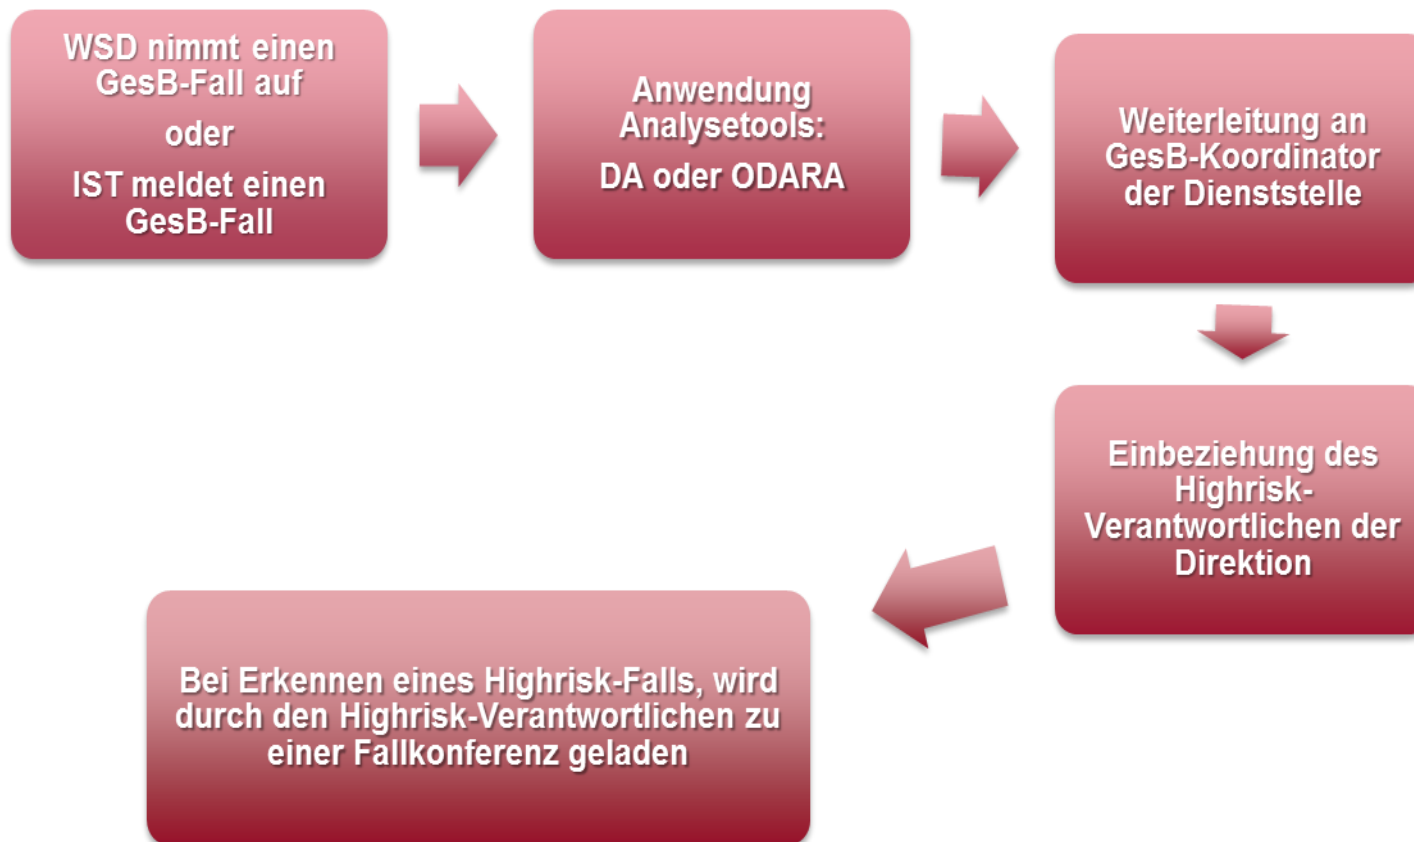 WSD nimmt einen
GesB-Fall auf
oder
IST meldet einen
GesB-Fall
Anwendung
Analysetools:
DA oder ODARA
Weiterleitung an
GesB-Koordinator
der Dienststelle
Einbeziehung des
Highrisk-
Verantwortlichen der
Direktion
Bei Erkennen eines Highrisk-Falls, wird
durch den Highrisk-Verantwortlichen zu
einer Fallkonferenz geladen